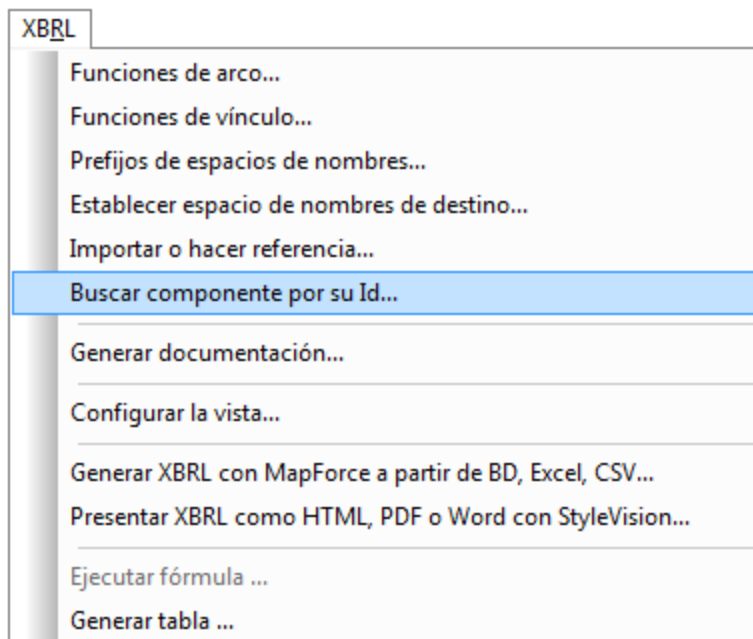 XBRL
Funciones de arco...
Funciones de vínculo...
Prefijos de espacios de nombres...
Establecer espacio de nombres de destino...
Importar o hacer referencia...
Buscar componente por su Id...
Generar documentación...
Configurar la vista...
Generar XBRL con MapForce a partir de BD, Excel, CSV...
Presentar XBRL como HTML, PDF o Word con StyleVision...
Ejecutar fórmula ...
Generar tabla ...